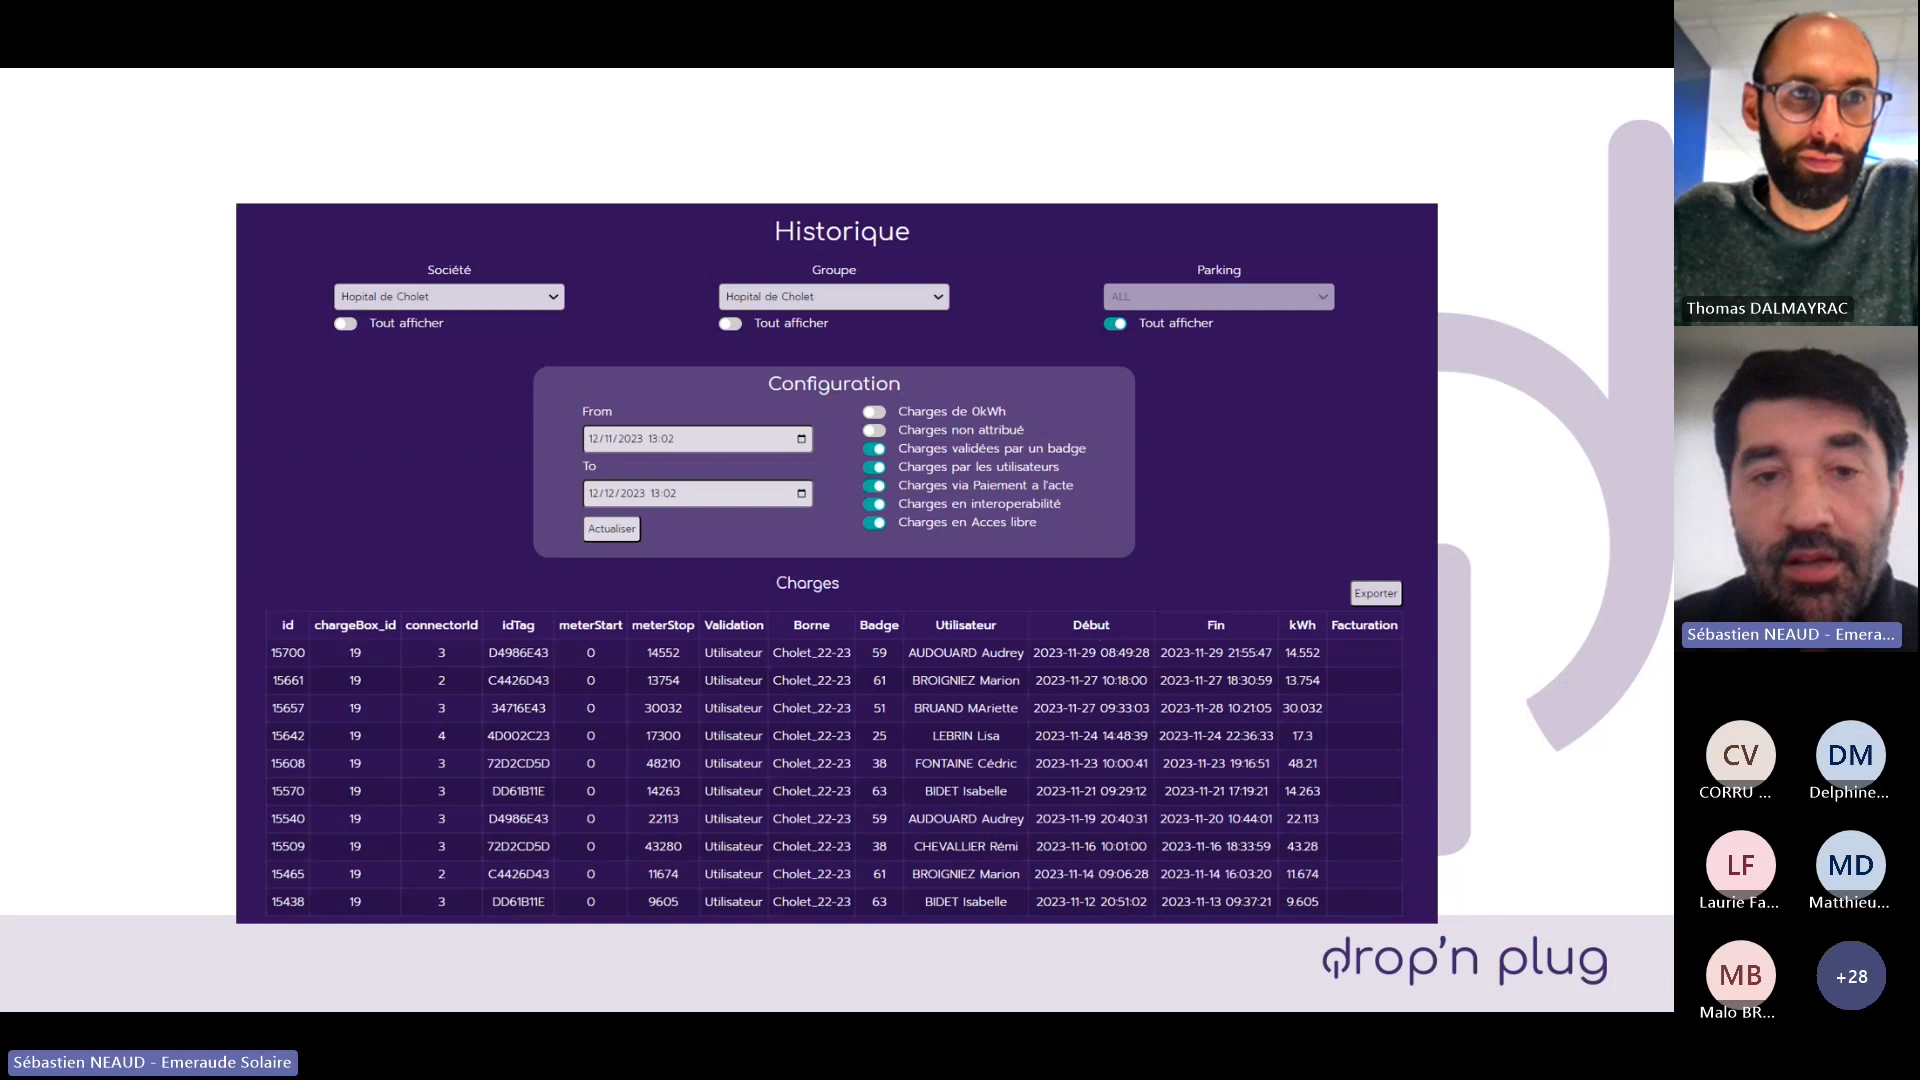 Historique
Société Groupe Parking
Hopital de Cholet Hopital de Cholet ALL
Tout afficher Tout afficher Tout afficher
Configuration
From
12/11/2023 13:02
To
12/12/2023 13:02
Actualiser
Charges de 0kWh
Charges non attribué
Charges validées par un badge
Charges par les utilisateurs
Charges via Paiement a l'acte
Charges en interoperabilité
Charges en Acces libre
Charges
Exporter
id chargeBox_id connectorId idTag meterStart meterStop Validation Borne Badge Utilisateur Début Fin kWh Facturation
15700 19 3 D4986E43 0 14552 Utilisateur Cholet_22-23 59 AUDOUARD Audrey 2023-11-29 08:49:28 2023-11-29 21:55:47 14.552
15661 19 2 C4426D43 0 13754 Utilisateur Cholet_22-23 61 BROIGNIEZ Marion 2023-11-27 10:18:00 2023-11-27 18:30:59 13.754
15657 19 3 34716E43 0 30032 Utilisateur Cholet_22-23 51 BRUAND MAriette 2023-11-27 09:33:03 2023-11-28 10:21:05 30.032
15642 19 4 4D002C23 0 17300 Utilisateur Cholet_22-23 25 LEBRIN Lisa 2023-11-24 14:48:39 2023-11-24 22:36:33 17.3
15608 19 3 72D2CD5D 0 48210 Utilisateur Cholet_22-23 38 FONTAINE Cédric 2023-11-23 10:00:41 2023-11-23 19:16:51 48.21
15570 19 3 DD61B11E 0 14263 Utilisateur Cholet_22-23 63 BIDET Isabelle 2023-11-21 09:29:12 2023-11-21 17:19:21 14.263
15540 19 3 D4986E43 0 22113 Utilisateur Cholet_22-23 59 AUDOUARD Audrey 2023-11-19 20:40:31 2023-11-20 10:44:01 22.113
15509 19 3 72D2CD5D 0 43280 Utilisateur Cholet_22-23 38 CHEVALLIER Rémi 2023-11-16 10:01:00 2023-11-16 18:33:59 43.28
15465 19 2 C4426D43 0 11674 Utilisateur Cholet_22-23 61 BROIGNIEZ Marion 2023-11-14 09:06:28 2023-11-14 16:03:20 11.674
15438 19 3 DD61B11E 0 9605 Utilisateur Cholet_22-23 63 BIDET Isabelle 2023-11-12 20:51:02 2023-11-13 09:37:21 9.605
drop'n plug
Sébastien NEAUD - Emeraude Solaire
Thomas DALMAYRAC
Sébastien NEAUD - Emera...
CV DM
CORRU ... Delphine...
LF MD
Laurie Fa... Matthieu...
MB +28
Malo BR...